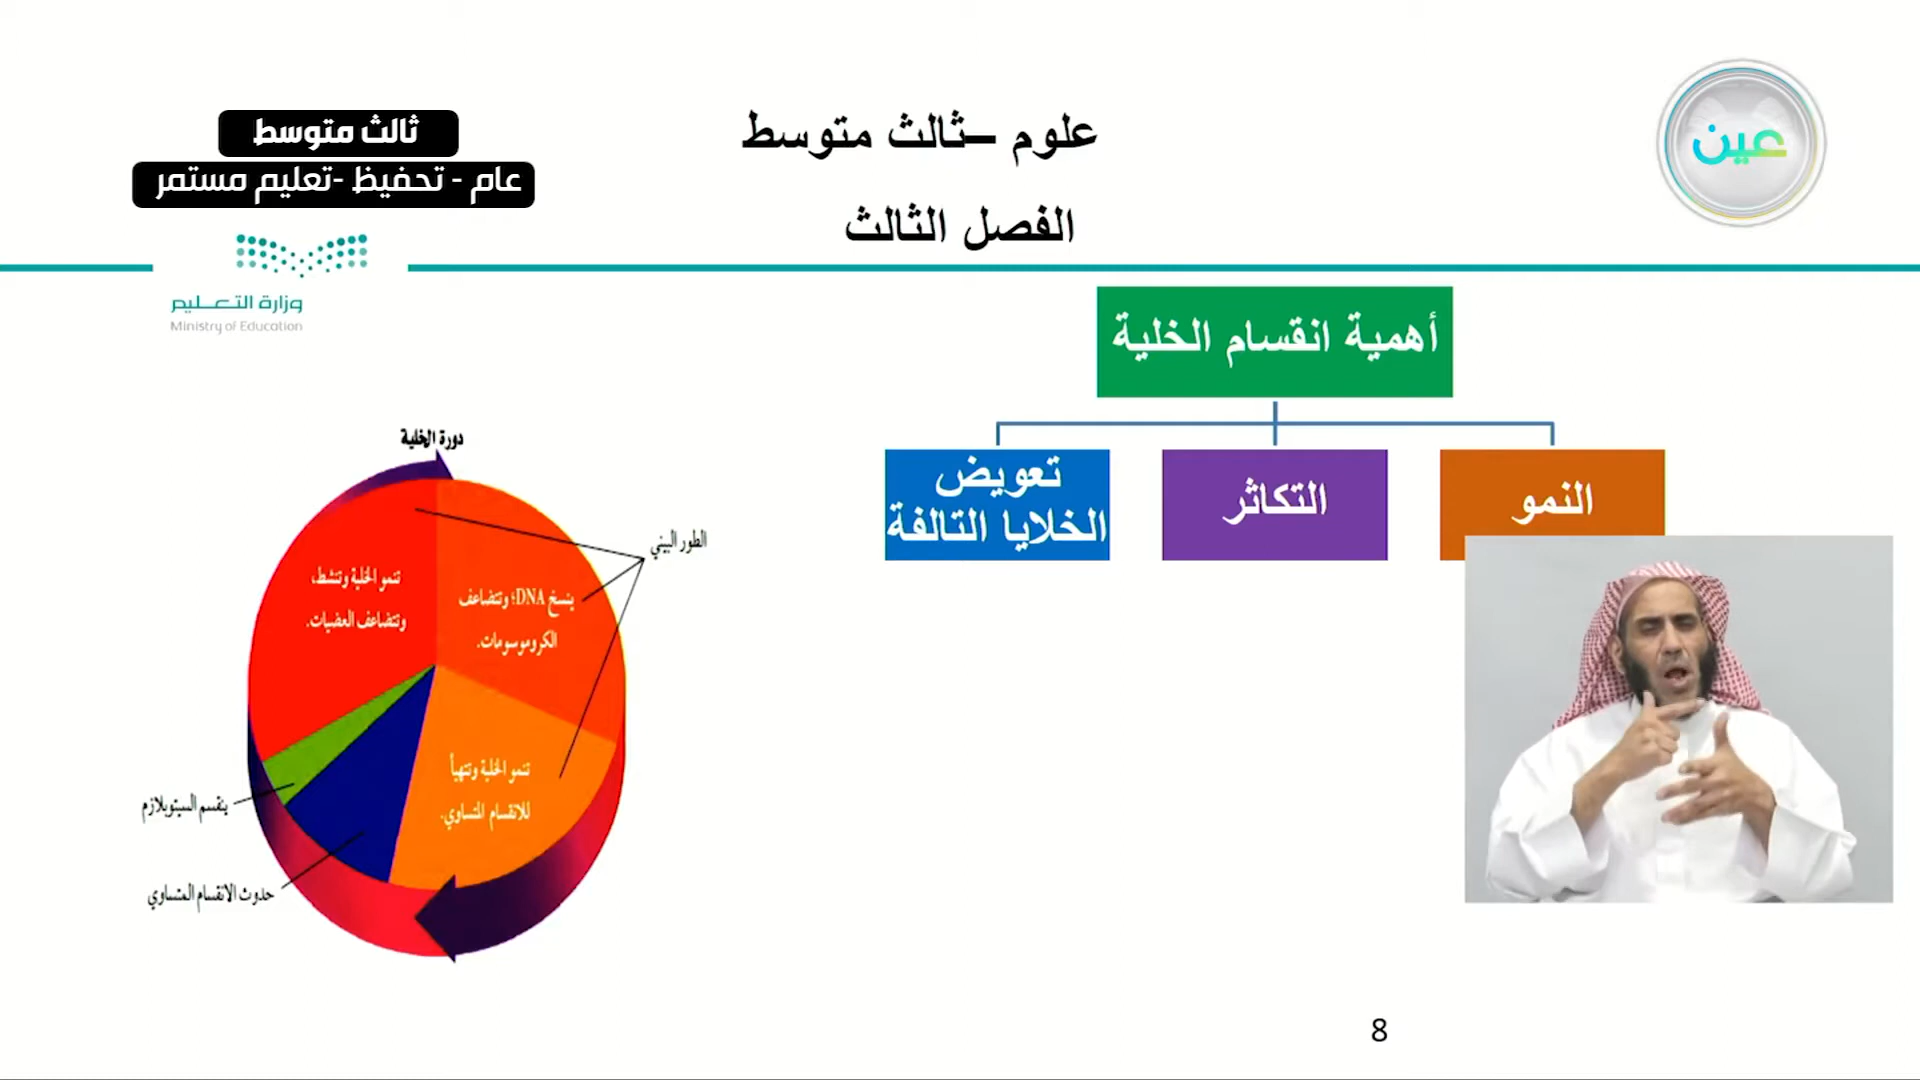 علوم –ثالث متوسط
الفصل الثالث
عين
ثالث متوسط
عام - تحفيظ -تعليم مستمر
وزارة التعليم
Ministry of Education
أهمية انقسام الخلية
النمو
التكاثر
تعويض
الخلايا التالفة
دورة الخلية
الطور البيني
ينسخ DNA؛ وتتضاعف
الكروموسومات.
تنمو الخلية وتنشط،
وتتضاعف العضيات.
تنمو الخلية وتتهيأ
للانقسام المتساوي.
ينقسم السيتوبلازم
حدوث الانقسام المتساوي
8